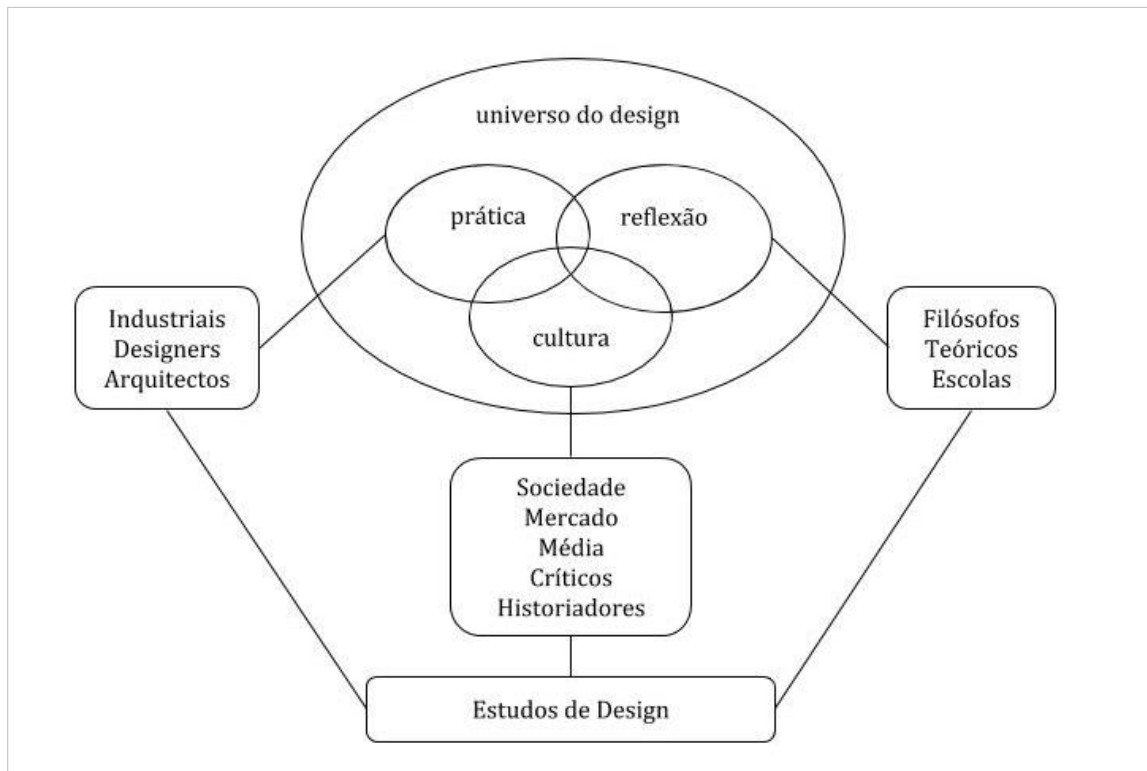 universo do design
prática
reflexão
cultura
Industriais
Designers
Arquitectos
Filósofos
Teóricos
Escolas
Sociedade
Mercado
Média
Críticos
Historiadores
Estudos de Design